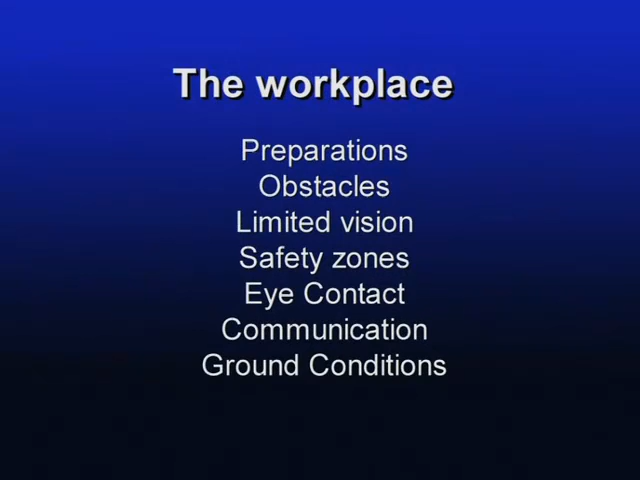 The workplace
Preparations
Obstacles
Limited vision
Safety zones
Eye Contact
Communication
Ground Conditions